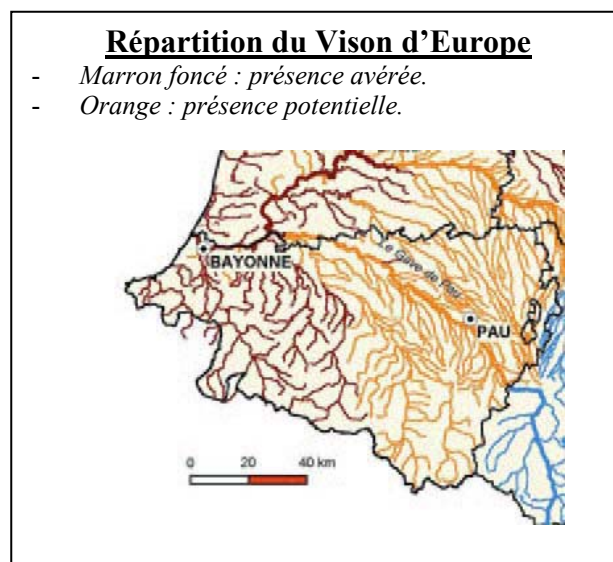 Répartition du Vison d’Europe
- Marron foncé : présence avérée.
- Orange : présence potentielle.
Le Gave de Pau
BAYONNE
PAU
0 20 40 km